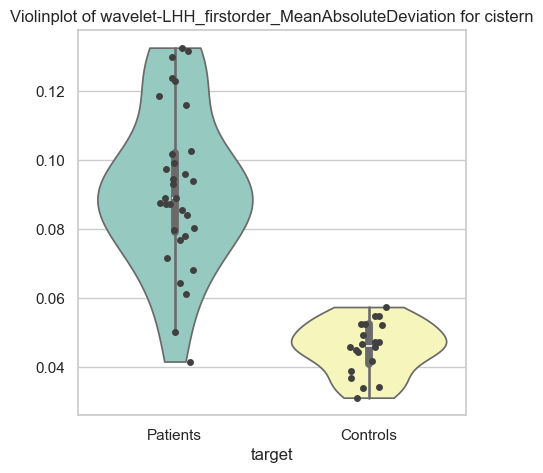 Violinplot of wavelet-LHH_firstorder_MeanAbsoluteDeviation for cistern
0.12
0.10
0.08
0.06
0.04
Patients
Controls
target